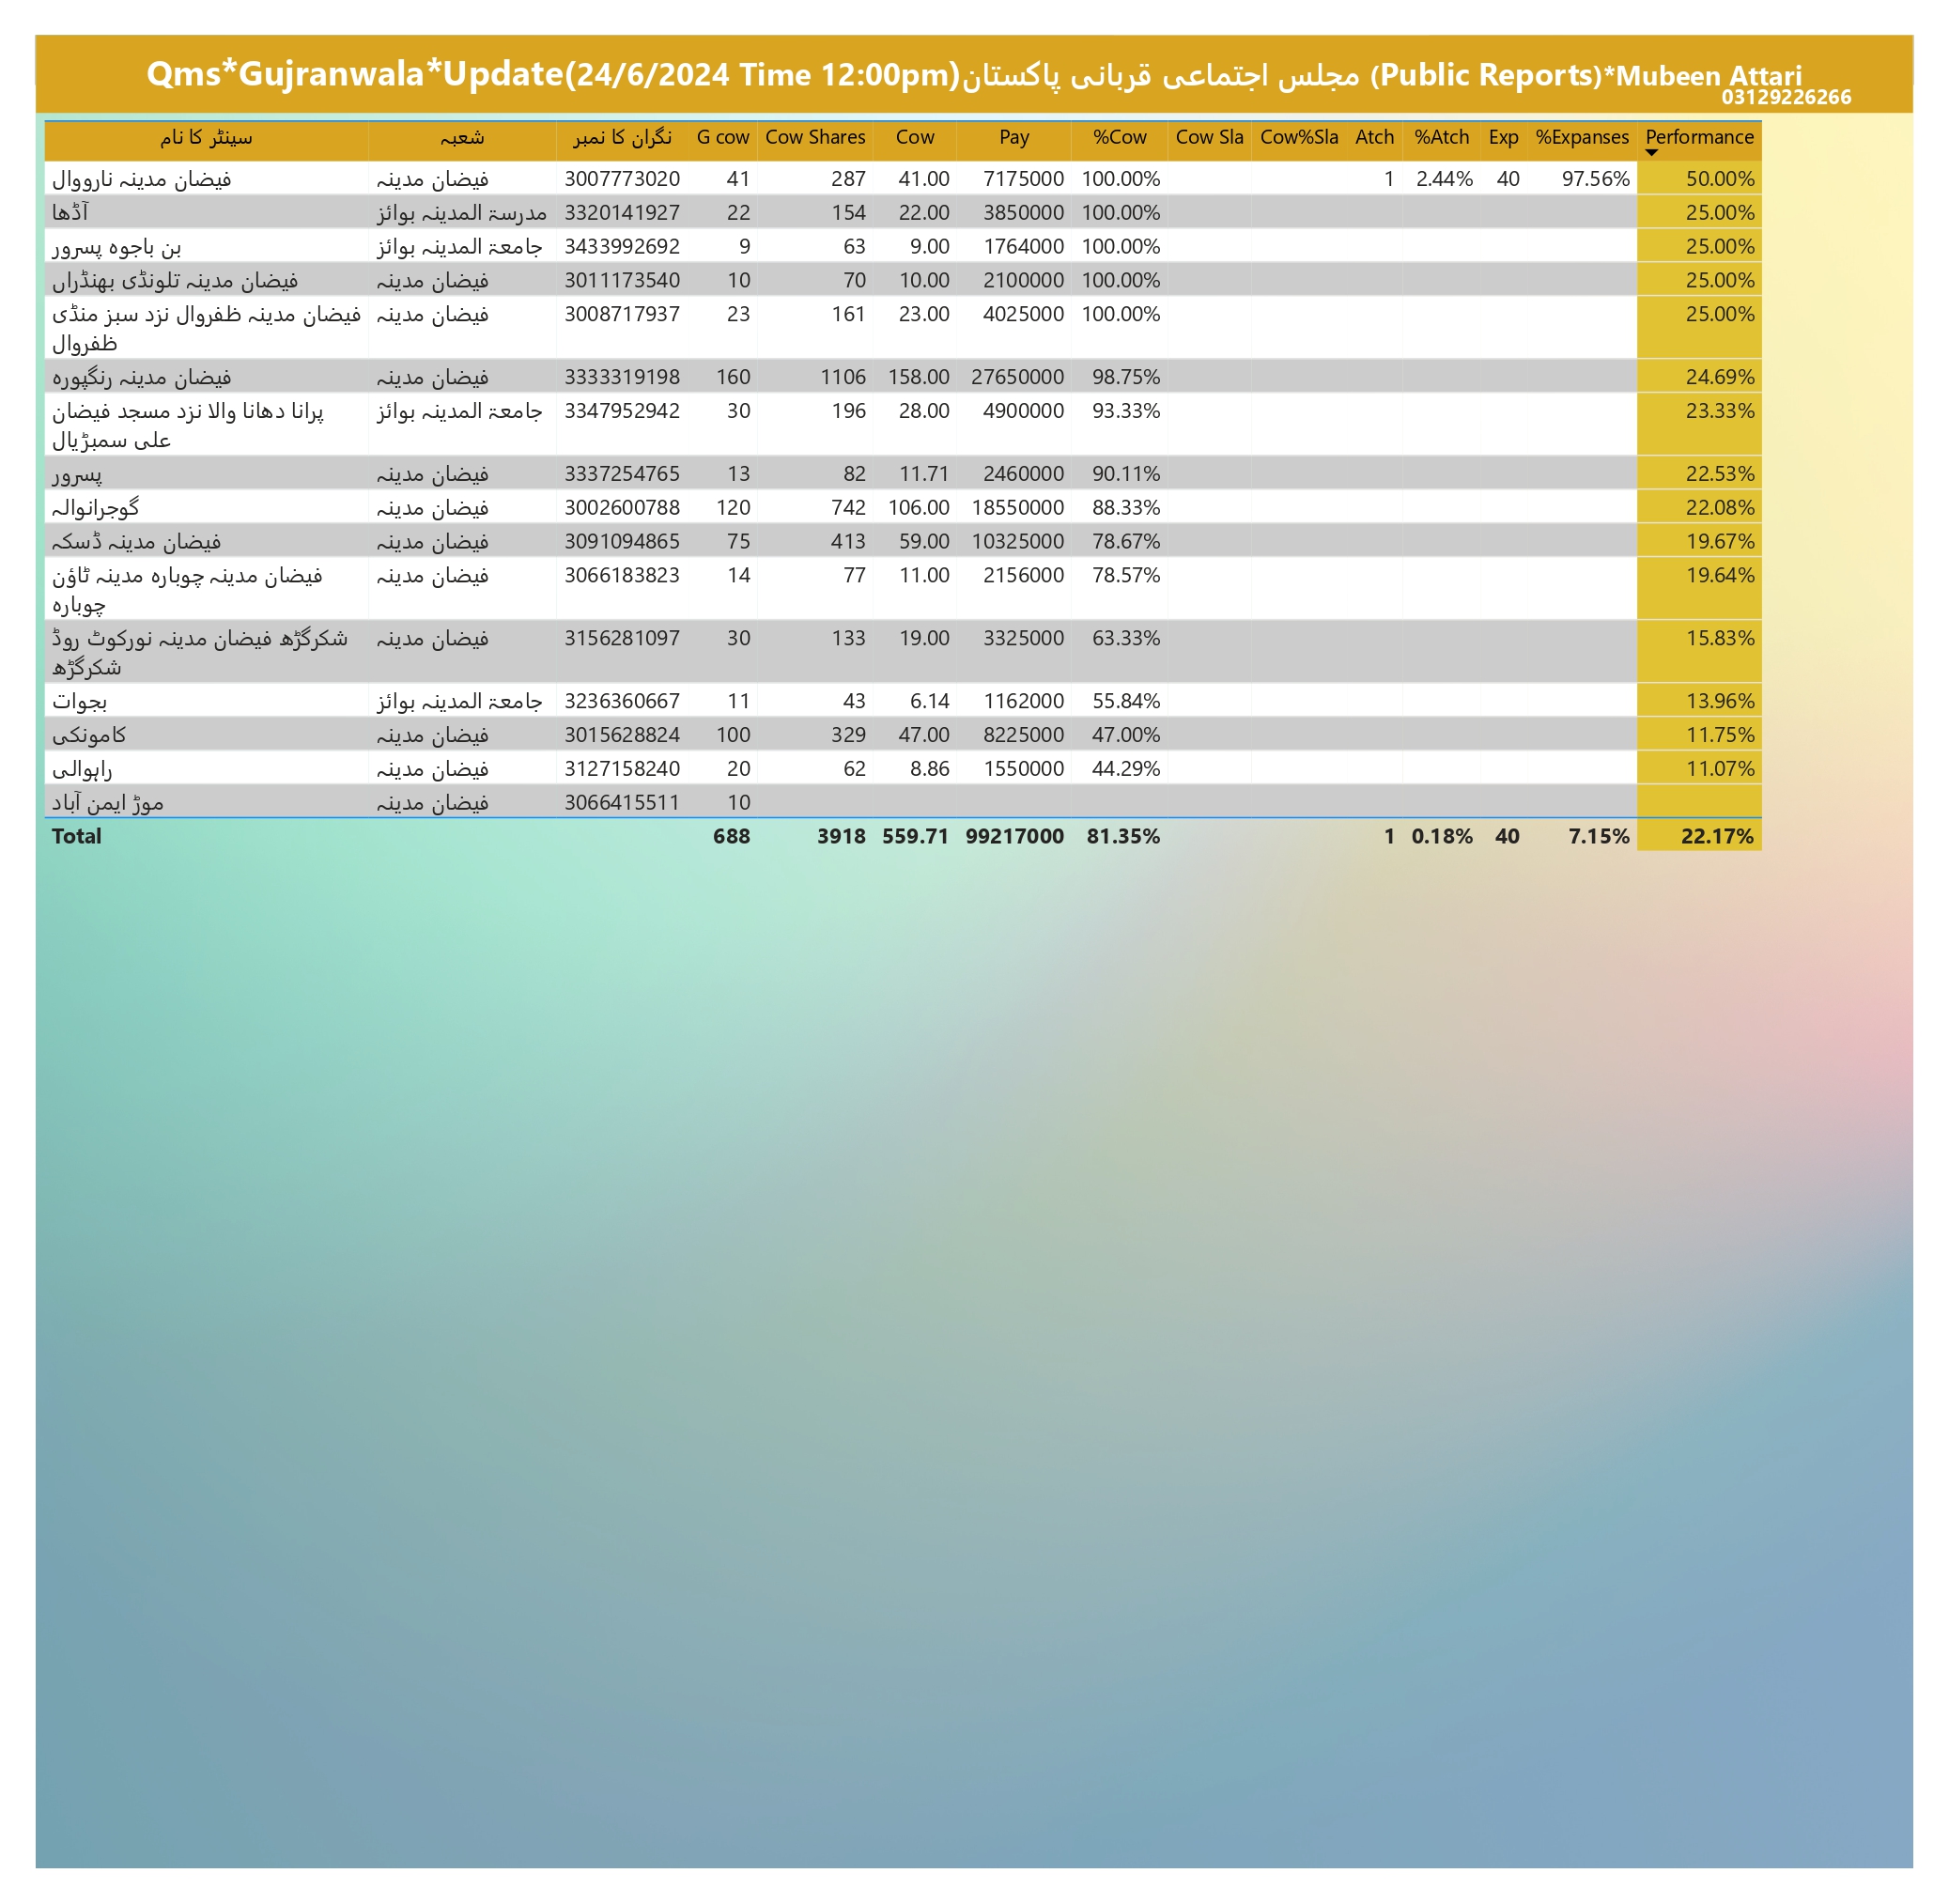 Qms*Gujranwala*Update(24/6/2024 Time 12:00pm)مجلس اجتماعی قربانی پاکستان (Public Reports)*Mubeen Attari
03129226266
سینٹر کا نام شعبہ نگران کا نمبر G cow Cow Shares Cow Pay %Cow Cow Sla Cow%Sla Atch %Atch Exp %Expanses Performance
فیضان مدینہ نارووال فیضان مدینہ 3007773020 41 287 41.00 7175000 100.00% 1 2.44% 40 97.56% 50.00%
آڈھا مدرسۃ المدینہ بوائز 3320141927 22 154 22.00 3850000 100.00% 25.00%
بن باجوہ پسرور جامعۃ المدینہ بوائز 3433992692 9 63 9.00 1764000 100.00% 25.00%
فیضان مدینہ تلونڈی بھنڈراں فیضان مدینہ 3011173540 10 70 10.00 2100000 100.00% 25.00%
فیضان مدینہ ظفروال نزد سبز منڈی فیضان مدینہ 3008717937 23 161 23.00 4025000 100.00% 25.00%
ظفروال
فیضان مدینہ رنگپورہ فیضان مدینہ 3333319198 160 1106 158.00 27650000 98.75% 24.69%
پرانا دھانا والا نزد مسجد فیضان جامعۃ المدینہ بوائز 3347952942 30 196 28.00 4900000 93.33% 23.33%
علی سمبڑیال
پسرور فیضان مدینہ 3337254765 13 82 11.71 2460000 90.11% 22.53%
گوجرانوالہ فیضان مدینہ 3002600788 120 742 106.00 18550000 88.33% 22.08%
فیضان مدینہ ڈسکہ فیضان مدینہ 3091094865 75 413 59.00 10325000 78.67% 19.67%
فیضان مدینہ چوبارہ مدینہ ٹاؤن فیضان مدینہ 3066183823 14 77 11.00 2156000 78.57% 19.64%
چوبارہ
شکرگڑھ فیضان مدینہ نورکوٹ روڈ فیضان مدینہ 3156281097 30 133 19.00 3325000 63.33% 15.83%
شکرگڑھ
بجوات جامعۃ المدینہ بوائز 3236360667 11 43 6.14 1162000 55.84% 13.96%
کامونکی فیضان مدینہ 3015628824 100 329 47.00 8225000 47.00% 11.75%
راہوالی فیضان مدینہ 3127158240 20 62 8.86 1550000 44.29% 11.07%
موڑ ایمن آباد فیضان مدینہ 3066415511 10
Total 688 3918 559.71 99217000 81.35% 1 0.18% 40 7.15% 22.17%